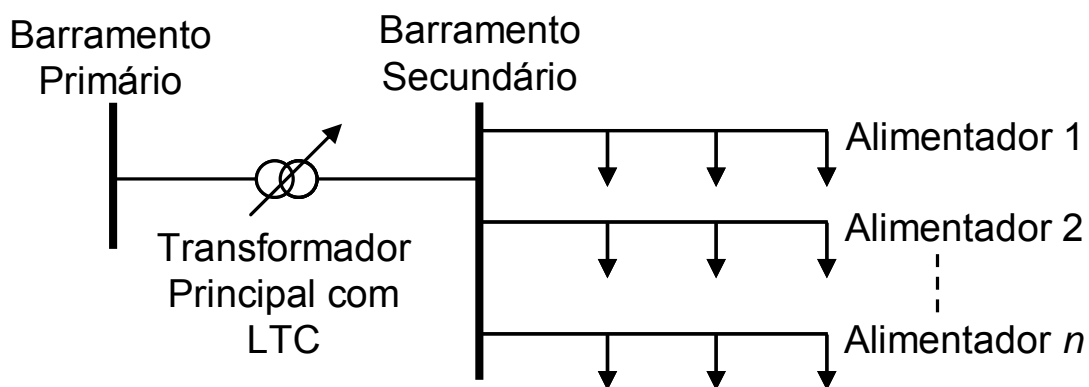 Barramento
Primário
Barramento
Secundário
Transformador
Principal com
LTC
Alimentador 1
Alimentador 2
Alimentador n